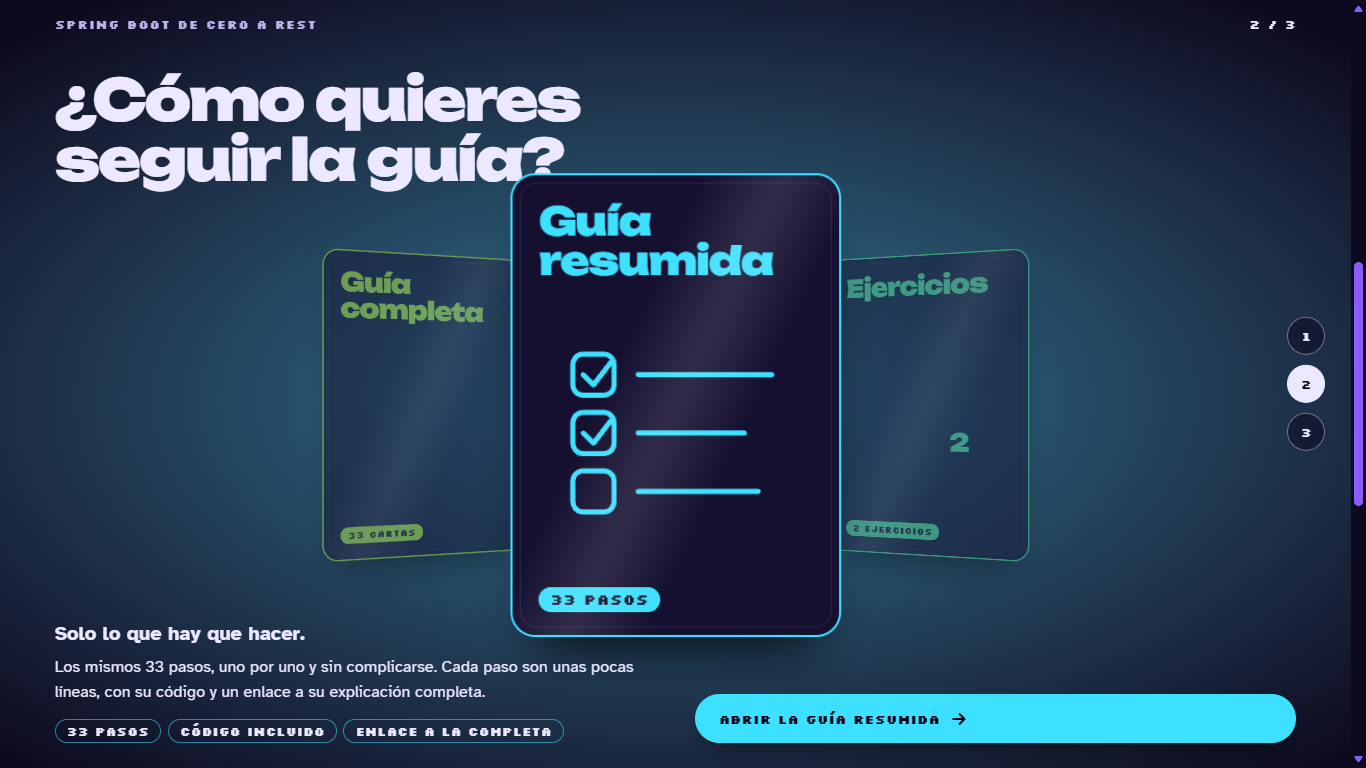 SPRING BOOT DE CERO A REST
2 / 3
¿Cómo quieres
seguir la guía?
Guía
completa
33 CARTAS
Guía
resumida
33 PASOS
Ejercicios
2
2 EJERCICIOS
1
2
3
Solo lo que hay que hacer.
Los mismos 33 pasos, uno por uno y sin complicarse. Cada paso son unas pocas
líneas, con su código y un enlace a su explicación completa.
33 PASOS
CÓDIGO INCLUIDO
ENLACE A LA COMPLETA
ABRIR LA GUÍA RESUMIDA →